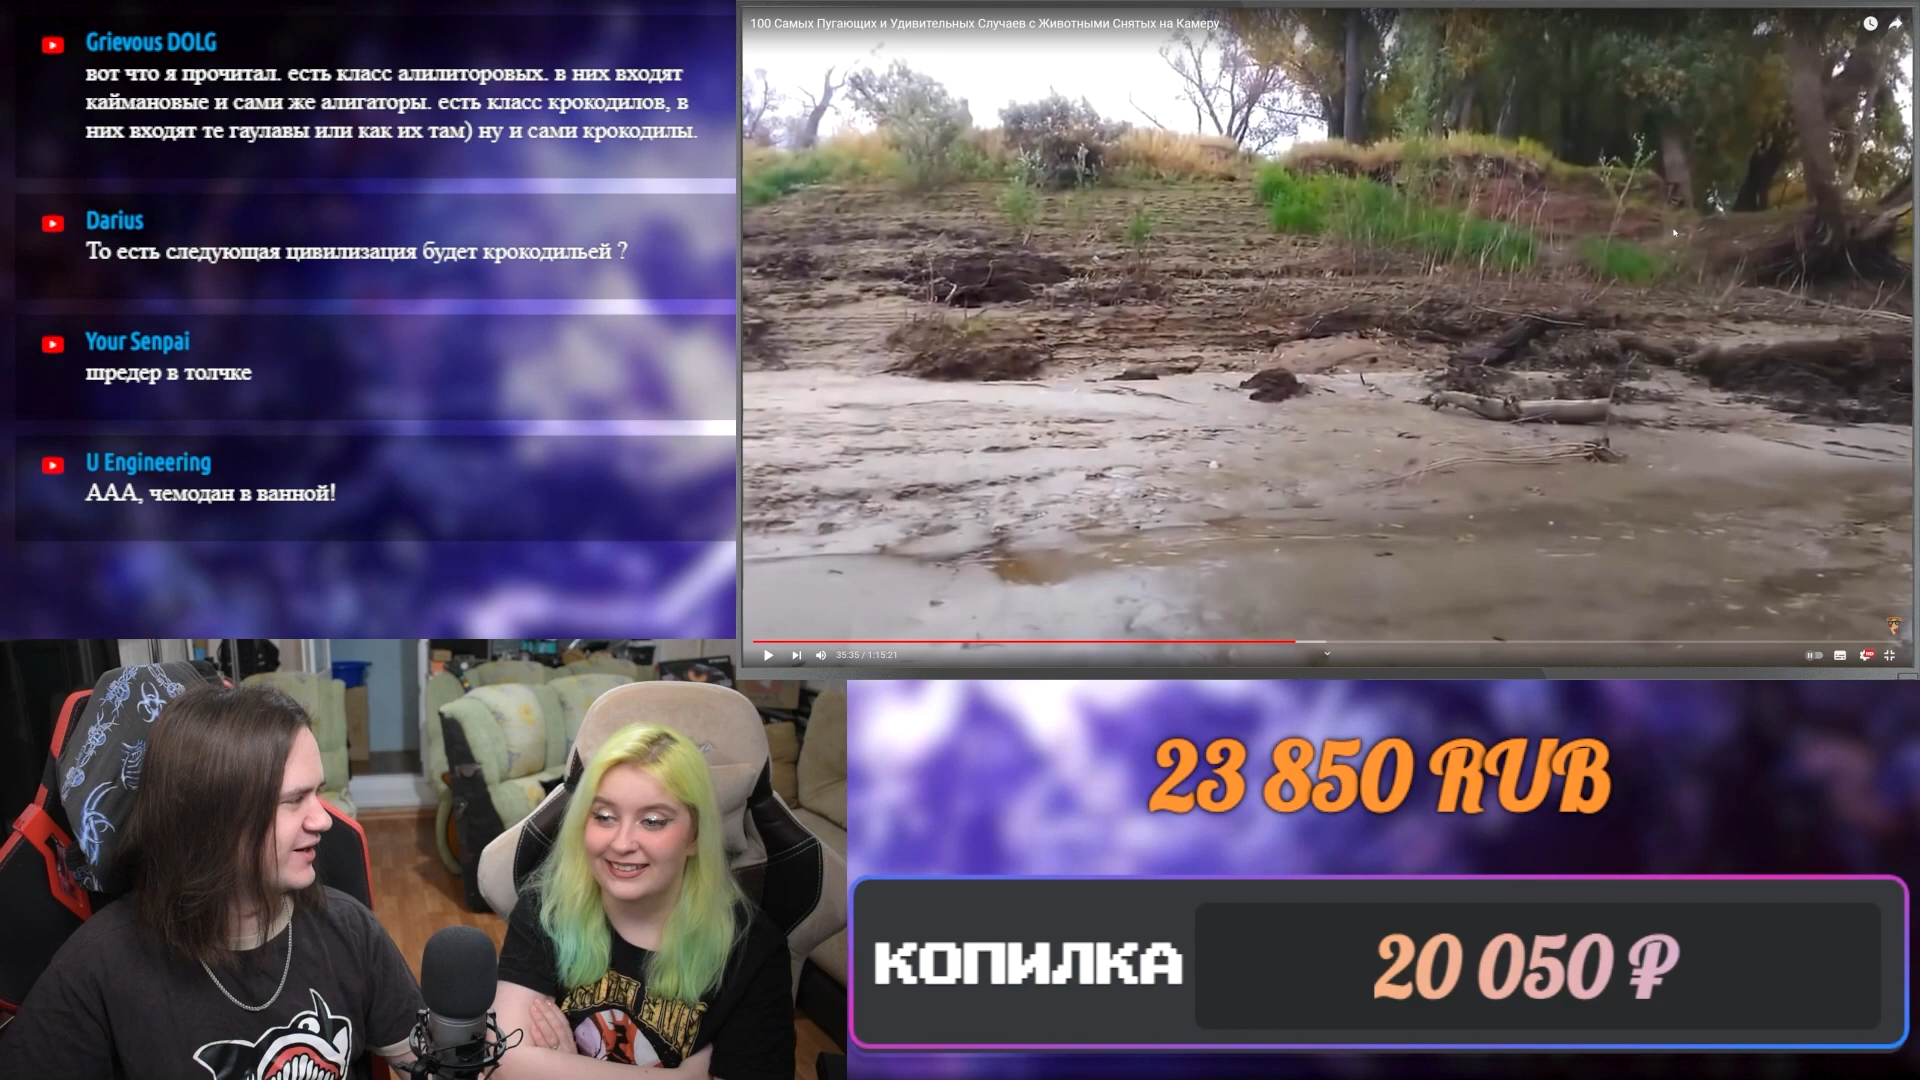 Grievous DOLG
вот что я прочитал. есть класс алилиторовых. в них входят
каймановые и сами же алигаторы. есть класс крокодилов, в
них входят те гаулавы или как их там) ну и сами крокодилы.
Darius
То есть следующая цивилизация будет крокодильей ?
Your Senpai
шредер в толчке
U Engineering
ААА, чемодан в ванной!
100 Самых Пугающих и Удивительных Случаев с Животными Снятых на Камеру
35:35 / 1:15:21
23 850 RUB
КОПИЛКА
20 050 ₽